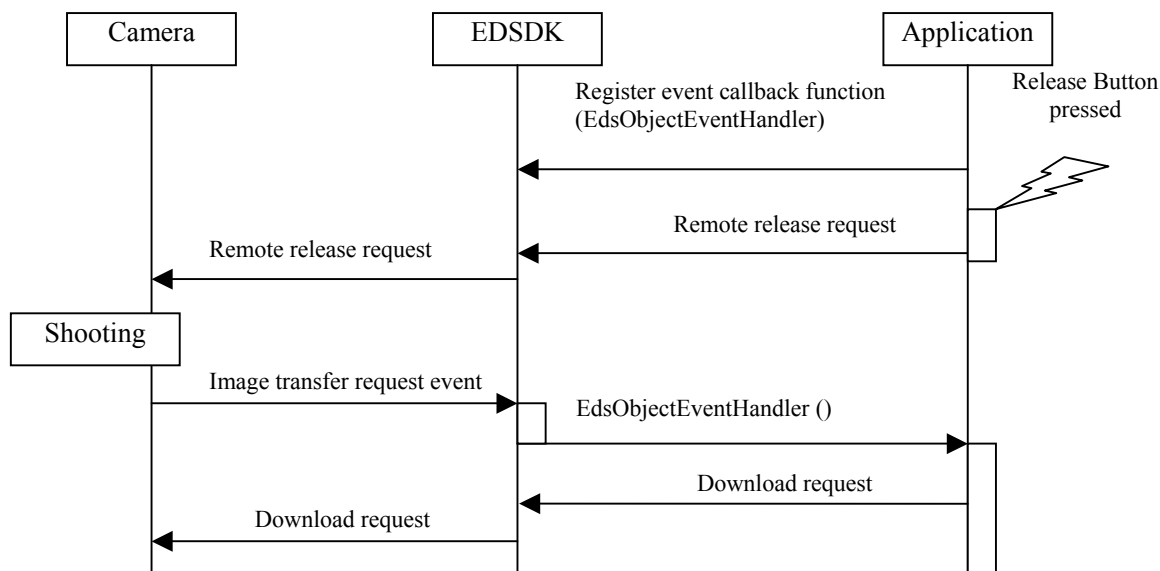 Camera
EDSDK
Application
Register event callback function
(EdsObjectEventHandler)
Release Button
pressed
Remote release request
Remote release request
Shooting
Image transfer request event
EdsObjectEventHandler ()
Download request
Download request